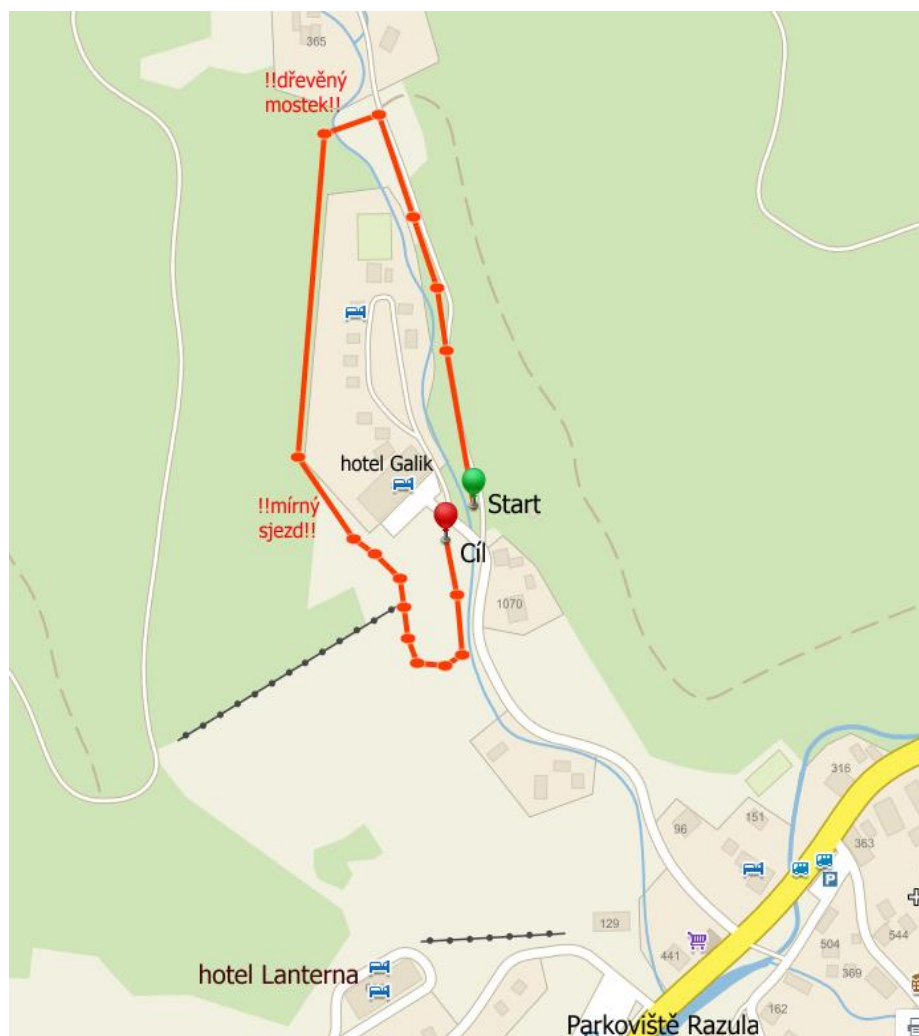 365
!!dřevěný
mostek!!
hotel Galik
Start
!!mírný
sjezd!!
Cíl
1070
316
151
96
363
P
129
544
441
504
hotel Lanterna
369
162
Parkoviště Razula